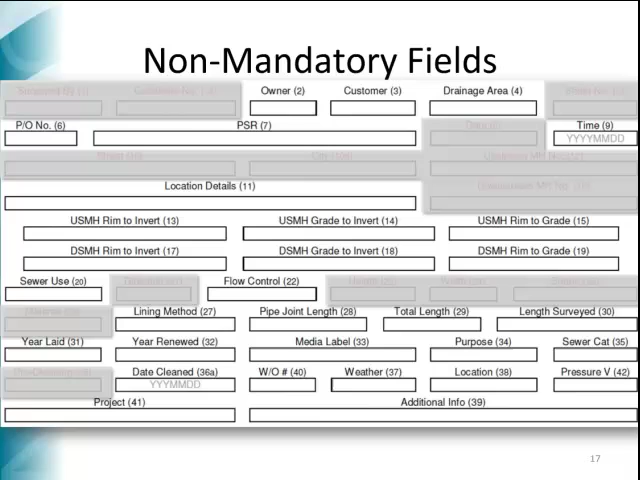 Non-Mandatory Fields
Owner (2) Customer (3) Drainage Area (4)
P/O No. (6) PSR (7) Time (9)
YYYYMMDD
Location Details (11)
USMH Rim to Invert (13) USMH Grade to Invert (14) USMH Rim to Grade (15)
DSMH Rim to Invert (17) DSMH Grade to Invert (18) DSMH Rim to Grade (19)
Sewer Use (20) Flow Control (22)
Lining Method (27) Pipe Joint Length (28) Total Length (29) Length Surveyed (30)
Year Laid (31) Year Renewed (32) Media Label (33) Purpose (34) Sewer Cat (35)
Date Cleaned (36a) W/O # (40) Weather (37) Location (38) Pressure V (42)
YYYMMDD
Project (41) Additional Info (39)
17